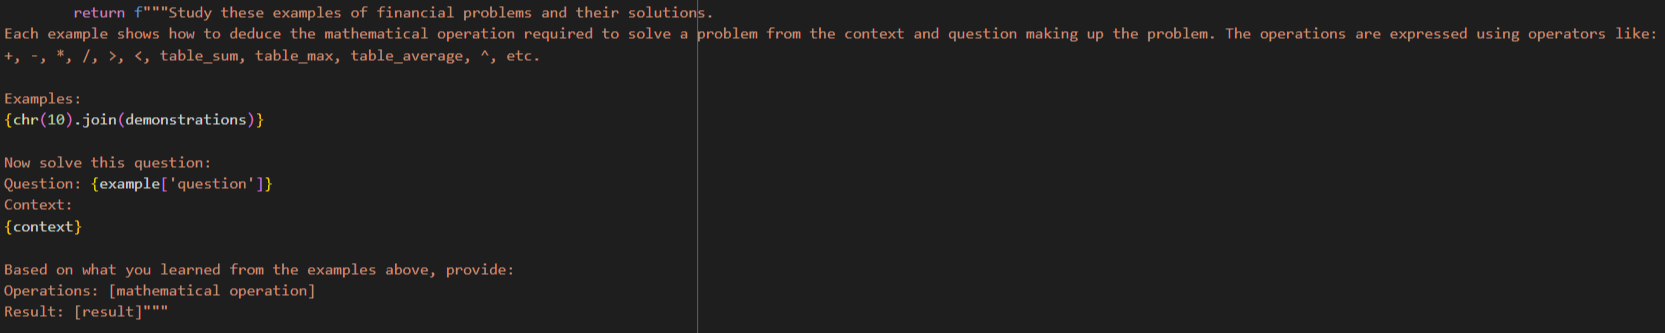 return f"""Study these examples of financial problems and their solutions.
Each example shows how to deduce the mathematical operation required to solve a problem from the context and question making up the problem. The operations are expressed using operators like:
+, -, *, /, >, <, table_sum, table_max, table_average, ^, etc.
Examples:
{chr(10).join(demonstrations)}
Now solve this question:
Question: {example['question']}
Context:
{context}
Based on what you learned from the examples above, provide:
Operations: [mathematical operation]
Result: [result]"""